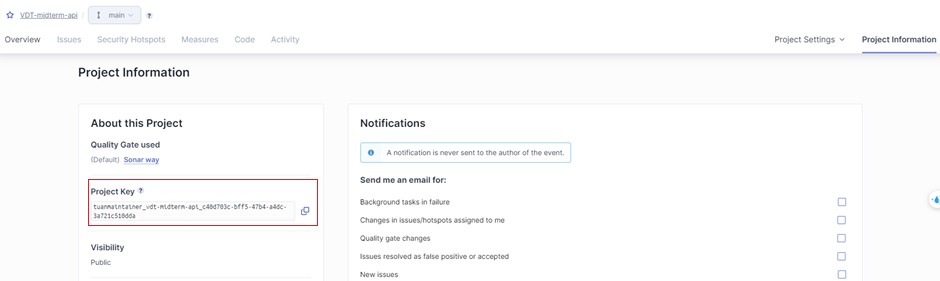 VDT-midterm-api / main ?
Overview Issues Security Hotspots Measures Code Activity Project Settings Project Information
Project Information
About this Project
Quality Gate used
(Default) Sonar way
Project Key ?
tuanmaintainer_vdt-midterm-api_c40d703c-bff5-47b4-a4dc-
3a721c510dda
Visibility
Public
Notifications
A notification is never sent to the author of the event.
Send me an email for:
Background tasks in failure
Changes in issues/hotspots assigned to me
Quality gate changes
Issues resolved as false positive or accepted
New issues